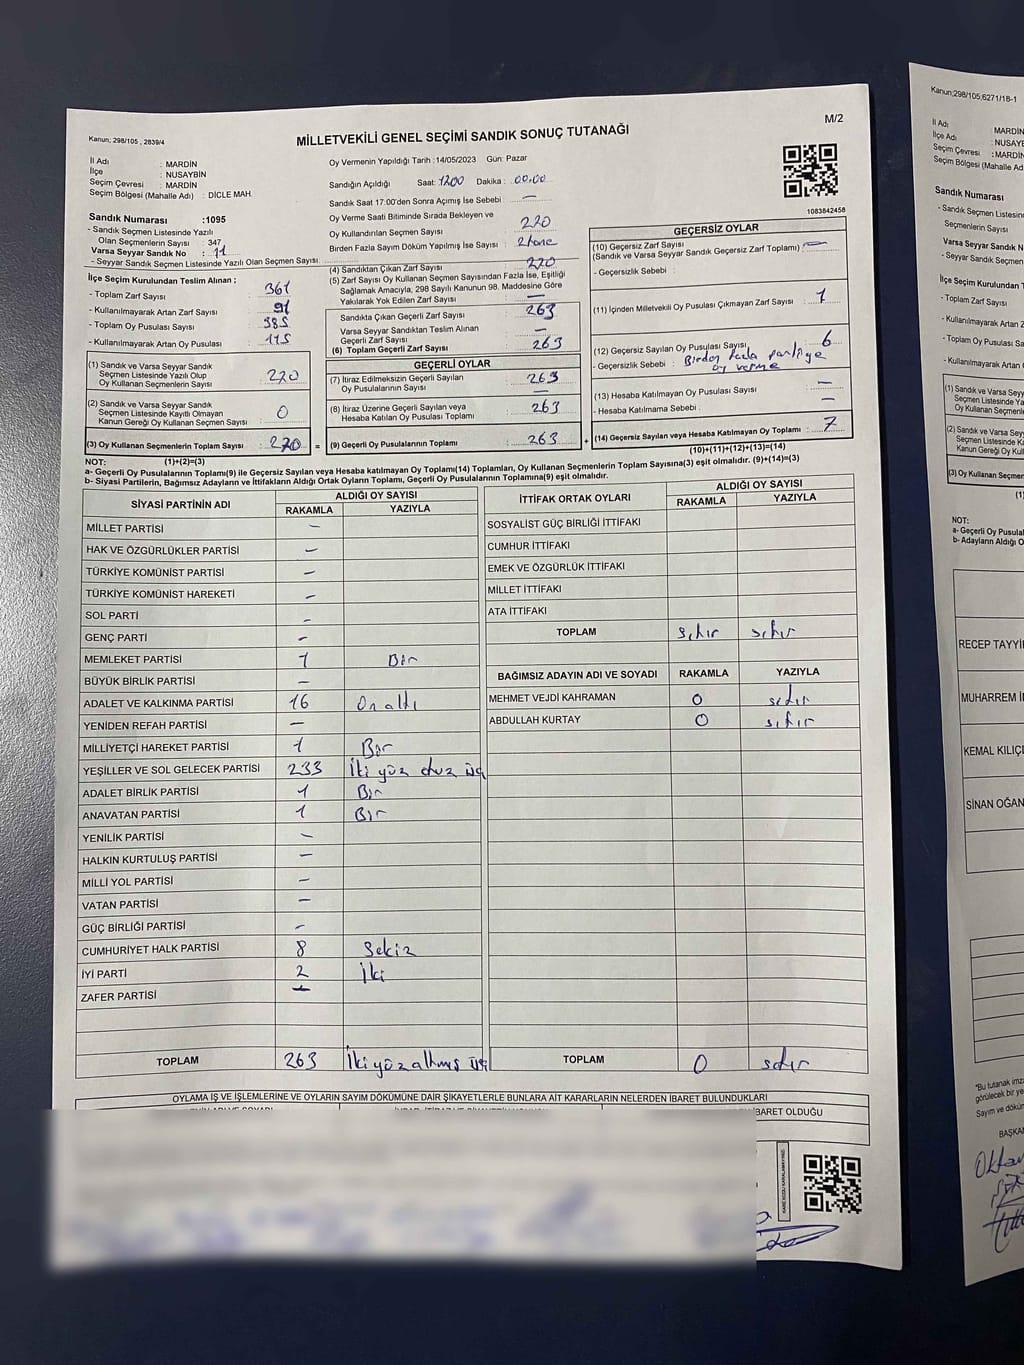 Kanun; 298/105 , 2839/4
MİLLETVEKİLİ GENEL SEÇİMİ SANDIK SONUÇ TUTANAĞI
M/2
İl Adı : MARDİN
İlçe : NUSAYBİN
Seçim Çevresi : MARDİN
Seçim Bölgesi (Mahalle Adı) : DİCLE MAH.
Oy Vermenin Yapıldığı Tarih :14/05/2023 Gün: Pazar
Sandığın Açıldığı Saat: 1200 Dakika: 00.00
Sandık Saat 17:00'den Sonra Açımış İse Sebebi —
Oy Verme Saati Bitiminde Sırada Bekleyen ve
Oy Kullandırılan Seçmen Sayısı 270
Birden Fazla Sayım Döküm Yapılmış İse Sayısı 2 tane
1083842458
Sandık Numarası :1095
- Sandık Seçmen Listesinde Yazılı
Olan Seçmenlerin Sayısı : 347
Varsa Seyyar Sandık No : 11
- Seyyar Sandık Seçmen Listesinde Yazılı Olan Seçmen Sayısı:
İlçe Seçim Kurulundan Teslim Alınan :
- Toplam Zarf Sayısı : 361
- Kullanılmayarak Artan Zarf Sayısı : 91
- Toplam Oy Pusulası Sayısı : 385
- Kullanılmayarak Artan Oy Pusulası : 115
(1) Sandık ve Varsa Seyyar Sandık
Seçmen Listesinde Yazılı Olup
Oy Kullanan Seçmenlerin Sayısı : 270
(2) Sandık ve Varsa Seyyar Sandık
Seçmen Listesinde Kayıtlı Olmayan
Kanun Gereği Oy Kullanan Seçmen Sayısı : 0
(3) Oy Kullanan Seçmenlerin Toplam Sayısı : 270 =
(1)+(2)=(3)
(4) Sandıktan Çıkan Zarf Sayısı : 270
(5) Zarf Sayısı Oy Kullanan Seçmen Sayısından Fazla İse, Eşitliği
Sağlamak Amacıyla, 298 Sayılı Kanunun 98. Maddesine Göre
Yakılarak Yok Edilen Zarf Sayısı : —
Sandıkta Çıkan Geçerli Zarf Sayısı : 263
Varsa Seyyar Sandıktan Teslim Alınan
Geçerli Zarf Sayısı : —
(6) Toplam Geçerli Zarf Sayısı : 263
GEÇERLİ OYLAR
(7) İtiraz Edilmeksizin Geçerli Sayılan
Oy Pusulalarının Sayısı : 263
(8) İtiraz Üzerine Geçerli Sayılan veya
Hesaba Katılan Oy Pusulası Toplamı : 263
(9) Geçerli Oy Pusulalarının Toplamı : 263 +
GEÇERSİZ OYLAR
(10) Geçersiz Zarf Sayısı
(Sandık ve Varsa Seyyar Sandık Geçersiz Zarf Toplamı) —
- Geçersizlik Sebebi :
(11) İçinden Milletvekili Oy Pusulası Çıkmayan Zarf Sayısı : 1
(12) Geçersiz Sayılan Oy Pusulası Sayısı : 6
- Geçersizlik Sebebi : Birden fazla partiye
oy verme
(13) Hesaba Katılmayan Oy Pusulası Sayısı : —
- Hesaba Katılmama Sebebi : —
(14) Geçersiz Sayılan veya Hesaba Katılmayan Oy Toplamı : 7
(10)+(11)+(12)+(13)=(14)
NOT:
a- Geçerli Oy Pusulalarının Toplamı(9) ile Geçersiz Sayılan veya Hesaba katılmayan Oy Toplamı(14) Toplamları, Oy Kullanan Seçmenlerin Toplam Sayısına(3) eşit olmalıdır. (9)+(14)=(3)
b- Siyasi Partilerin, Bağımsız Adayların ve İttifakların Aldığı Ortak Oyların Toplamı, Geçerli Oy Pusulalarının Toplamına(9) eşit olmalıdır.
SİYASİ PARTİNİN ADI ALDIĞI OY SAYISI
RAKAMLA YAZIYLA
MİLLET PARTİSİ —
HAK VE ÖZGÜRLÜKLER PARTİSİ —
TÜRKİYE KOMÜNİST PARTİSİ —
TÜRKİYE KOMÜNİST HAREKETİ —
SOL PARTİ —
GENÇ PARTİ —
MEMLEKET PARTİSİ 1 Bir
BÜYÜK BİRLİK PARTİSİ —
ADALET VE KALKINMA PARTİSİ 16 On altı
YENİDEN REFAH PARTİSİ —
MİLLİYETÇİ HAREKET PARTİSİ 1 Bir
YEŞİLLER VE SOL GELECEK PARTİSİ 233 İki yüz otuz üç
ADALET BİRLİK PARTİSİ 1 Bir
ANAVATAN PARTİSİ 1 Bir
YENİLİK PARTİSİ —
HALKIN KURTULUŞ PARTİSİ —
MİLLİ YOL PARTİSİ —
VATAN PARTİSİ —
GÜÇ BİRLİĞİ PARTİSİ —
CUMHURİYET HALK PARTİSİ 8 Sekiz
İYİ PARTİ 2 İki
ZAFER PARTİSİ —
TOPLAM 263 İki yüz altmış üç
İTTİFAK ORTAK OYLARI ALDIĞI OY SAYISI
RAKAMLA YAZIYLA
SOSYALİST GÜÇ BİRLİĞİ İTTİFAKI
CUMHUR İTTİFAKI
EMEK VE ÖZGÜRLÜK İTTİFAKI
MİLLET İTTİFAKI
ATA İTTİFAKI
TOPLAM sıfır sıfır
BAĞIMSIZ ADAYIN ADI VE SOYADI RAKAMLA YAZIYLA
MEHMET VEJDİ KAHRAMAN 0 sıfır
ABDULLAH KURTAY 0 sıfır
TOPLAM 0 sıfır
OYLAMA İŞ VE İŞLEMLERİNE VE OYLARIN SAYIM DÖKÜMÜNE DAİR ŞİKAYETLERLE BUNLARA AİT KARARLARIN NELERDEN İBARET BULUNDUKLARI
BARET OLDUĞU
Kanun;298/105;6271/18-1
İl Adı MARDİN
İlçe Adı NUSAYB
Seçim Çevresi :MARDİN
Seçim Bölgesi (Mahalle
Sandık Numarası
- Sandık Seçmen Listesin
Seçmenlerin Sayısı
Varsa Seyyar Sandık
- Seyyar Sandık Seçmen
İlçe Seçim Kurulundan
- Toplam Zarf Sayısı
- Kullanılmayarak Artan
- Toplam Oy Pusulası S
- Kullanılmayarak Artan
(1) Sandık ve Varsa
Seçmen Listesinde Ya
Oy Kullanan Seçmenl
(2) Sandık ve Varsa
Seçmen Listesinde
Kanun Gereği Oy Ku
(3) Oy Kullanan Seçmen
(1)
NOT:
a- Geçerli Oy Pusulal
b- Adayların Aldığı O
RECEP TAYYİ
MUHARREM İ
KEMAL KILIÇ
SİNAN OĞAN
"Bu tutanak imza
görülecek bir ye
Sayım ve döküm
BAŞKAN